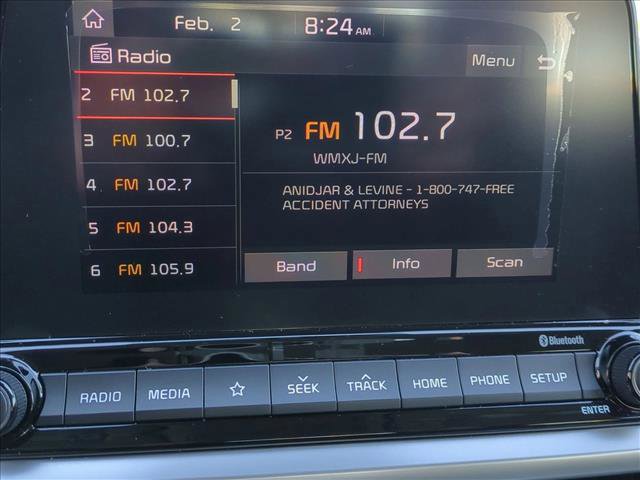 Feb. 2 8:24 AM
Radio Menu
2 FM 102.7
3 FM 100.7
4 FM 102.7
5 FM 104.3
6 FM 105.9
P2 FM 102.7
WMXJ-FM
ANIDJAR & LEVINE - 1-800-747-FREE
ACCIDENT ATTORNEYS
Band Info Scan
Bluetooth
RADIO MEDIA SEEK TRACK HOME PHONE SETUP
ENTER